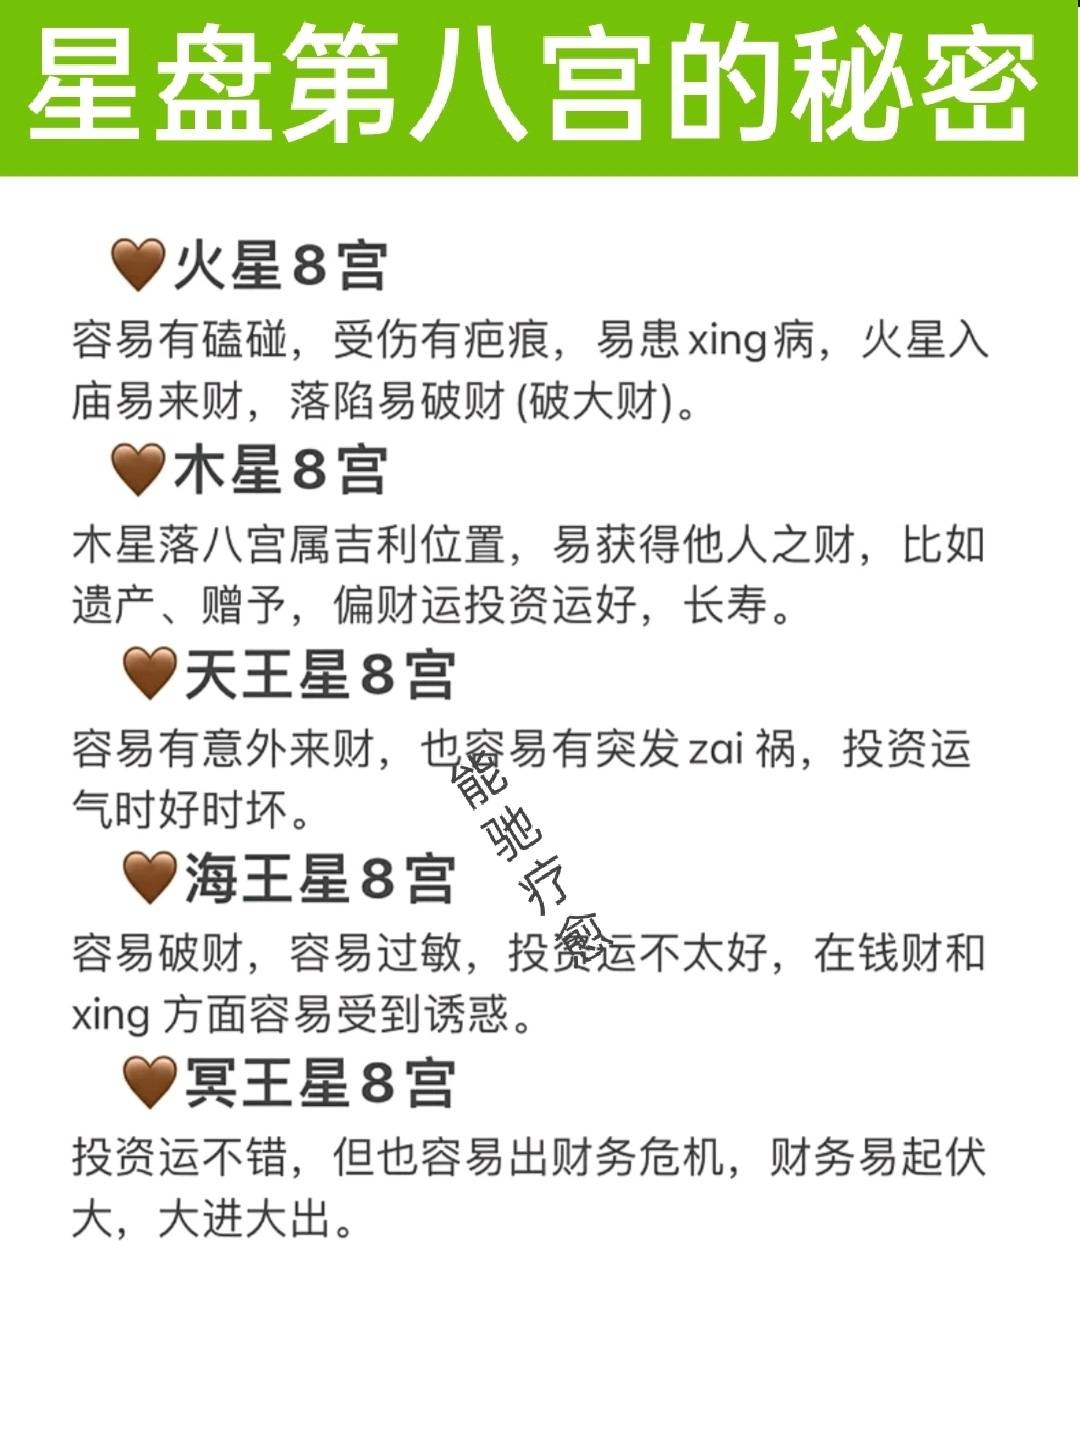 星盘第八宫的秘密
🤎火星8宫
容易有磕碰，受伤有疤痕，易患xing病，火星入
庙易来财，落陷易破财(破大财)。
🤎木星8宫
木星落八宫属吉利位置，易获得他人之财，比如
遗产、赠予，偏财运投资运好，长寿。
🤎天王星8宫
容易有意外来财，也容易有突发zai祸，投资运
气时好时坏。
🤎海王星8宫
容易破财，容易过敏，投资运不太好，在钱财和
xing方面容易受到诱惑。
🤎冥王星8宫
投资运不错，但也容易出财务危机，财务易起伏
大，大进大出。
能驰疗愈